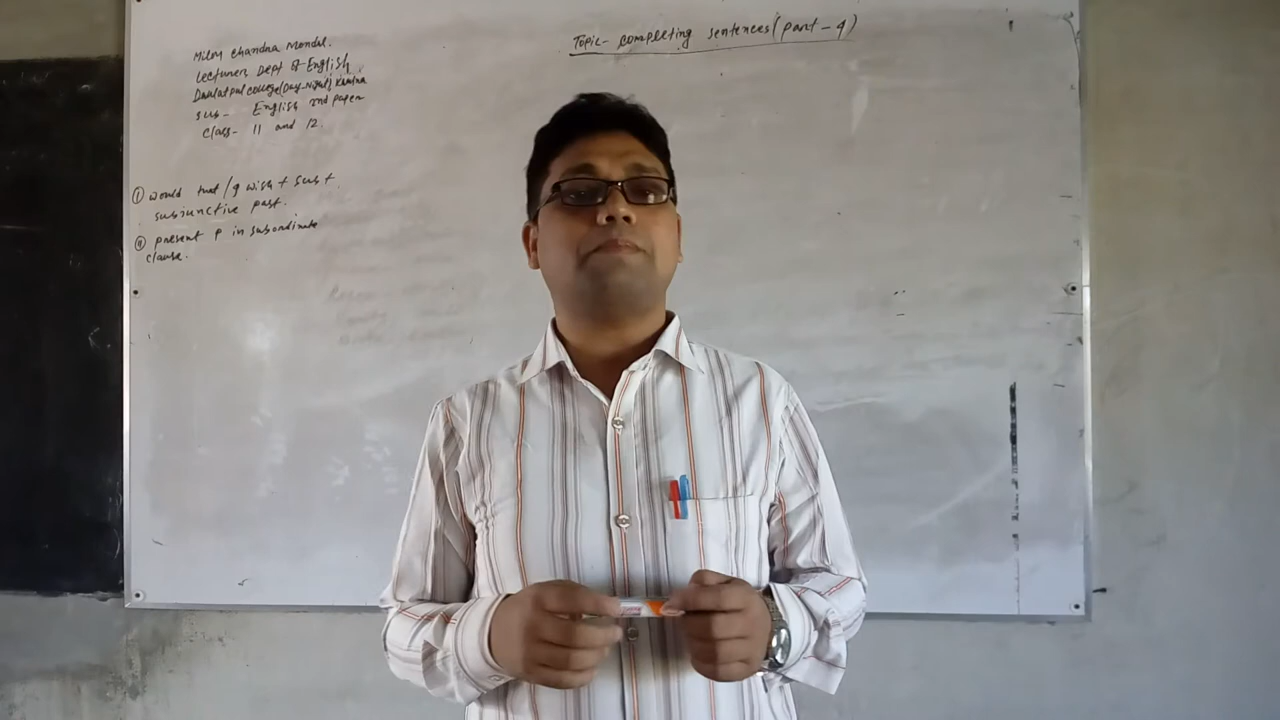 Miloy Chandra Mondal.
Lecturer, Dept of English
Daulatpur college (Day-Night), Khulna
sub- English 2nd paper
class- 11 and 12.
Topic- completing sentences (part-4)
① would that / I wish + sub +
subjunctive past.
② present P in subordinate
clause.